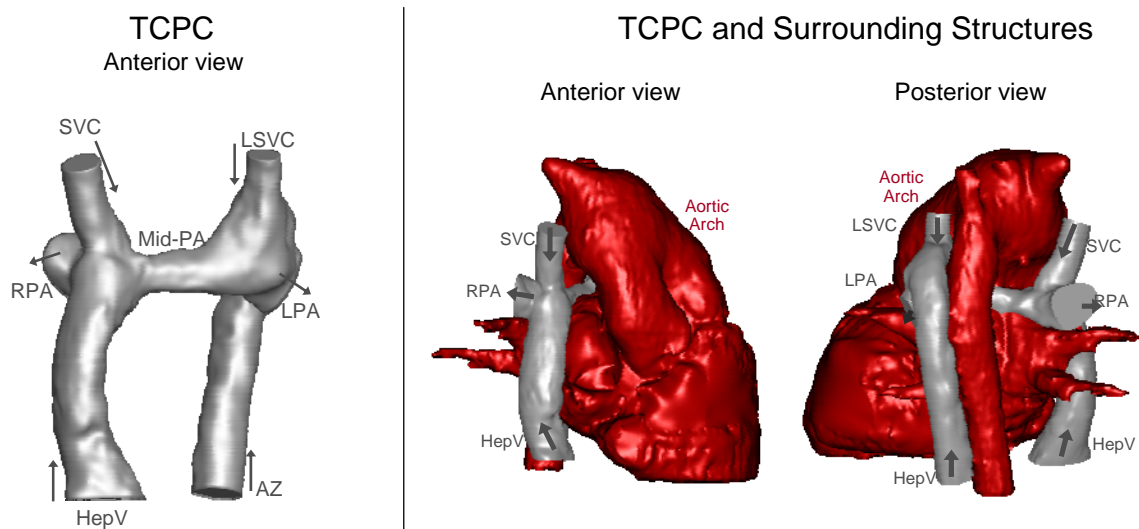 TCPC
Anterior view
SVC
LSVC
Mid-PA
RPA
LPA
AZ
HepV
TCPC and Surrounding Structures
Anterior view
Aortic
Arch
SVC
RPA
HepV
Posterior view
Aortic
Arch
LSVC
SVC
LPA
RPA
HepV
HepV